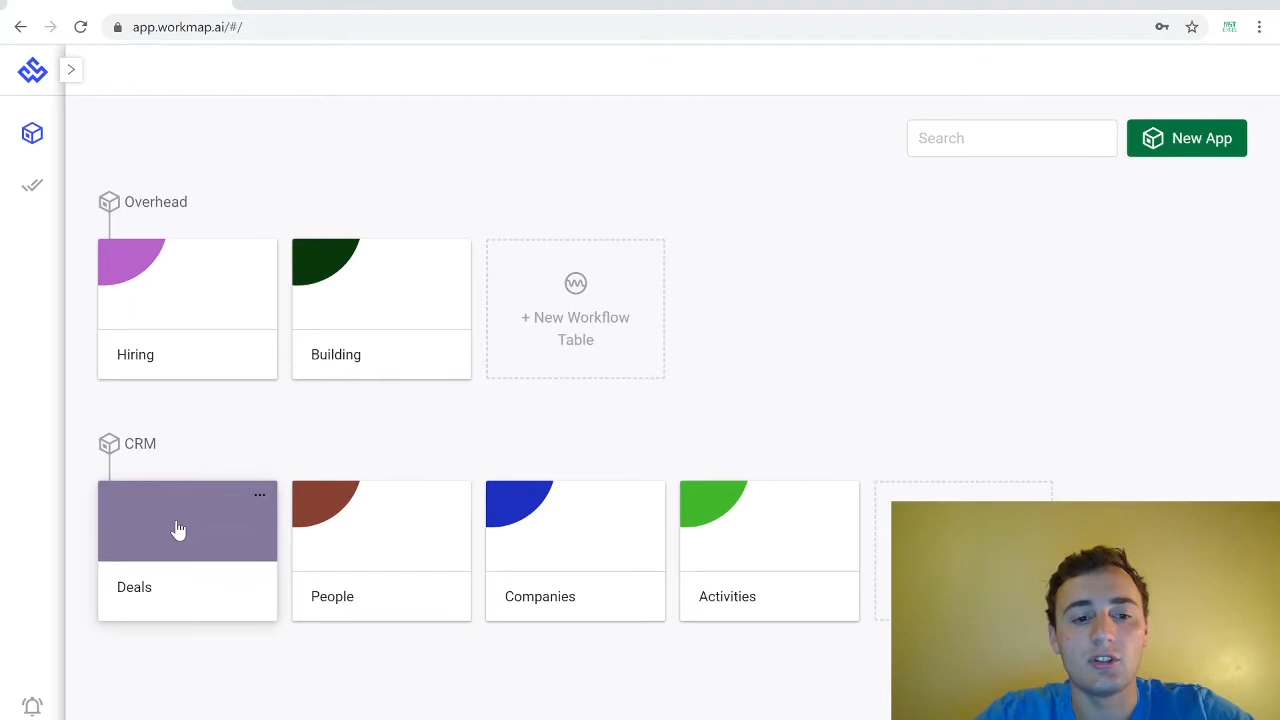 app.workmap.ai/#/
Search
New App
Overhead
Hiring
Building
+ New Workflow
Table
CRM
Deals
People
Companies
Activities